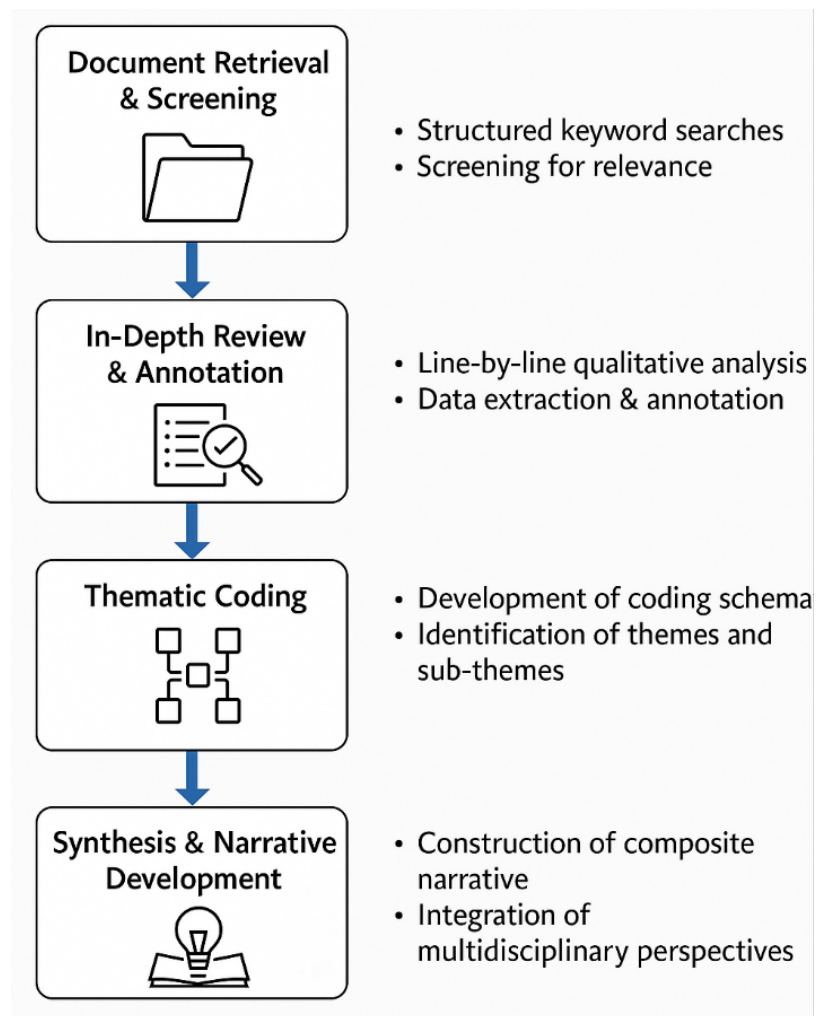 Document Retrieval
& Screening
• Structured keyword searches
• Screening for relevance
In-Depth Review
& Annotation
• Line-by-line qualitative analysis
• Data extraction & annotation
Thematic Coding
• Development of coding schema
• Identification of themes and
sub-themes
Synthesis & Narrative
Development
• Construction of composite
narrative
• Integration of
multidisciplinary perspectives